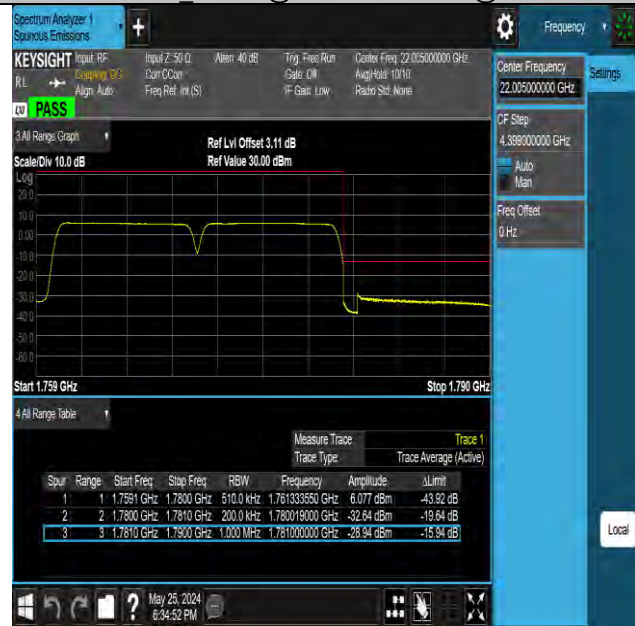 Spectrum Analyzer 1
Spurious Emissions
Frequency
KEYSIGHT Input: RF Input Z: 50 Ω Atten: 40 dB Trig: Free Run Center Freq: 22.005000000 GHz
RL Coupling: DC Corr CCorr Gate: Off Avg|Hold: 10/10
Align: Auto Freq Ref: Int (S) IF Gain: Low Radio Std: None
LXI PASS
Center Frequency
22.005000000 GHz
Settings
CF Step
4.399000000 GHz
Auto
Man
Freq Offset
0 Hz
3 All Range Graph
Ref Lvl Offset 3.11 dB
Scale/Div 10.0 dB Ref Value 30.00 dBm
Log
20.0
10.0
0.00
-10.0
-20.0
-30.0
-40.0
-50.0
-60.0
Start 1.759 GHz Stop 1.790 GHz
4 All Range Table
Measure Trace Trace 1
Trace Type Trace Average (Active)
Spur Range Start Freq Stop Freq RBW Frequency Amplitude ΔLimit
1 1 1.7591 GHz 1.7800 GHz 510.0 kHz 1.761333550 GHz 6.077 dBm -43.92 dB
2 2 1.7800 GHz 1.7810 GHz 200.0 kHz 1.780019000 GHz -32.64 dBm -19.64 dB
3 3 1.7810 GHz 1.7900 GHz 1.000 MHz 1.781000000 GHz -28.94 dBm -15.94 dB
Local
? May 25, 2024
6:34:52 PM